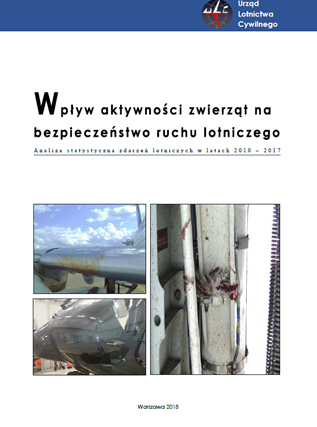 Urząd
Lotnictwa
Cywilnego
Wpływ aktywności zwierząt na
bezpieczeństwo ruchu lotniczego
Analiza statystyczna zdarzeń lotniczych w latach 2010 – 2017
Warszawa 2018